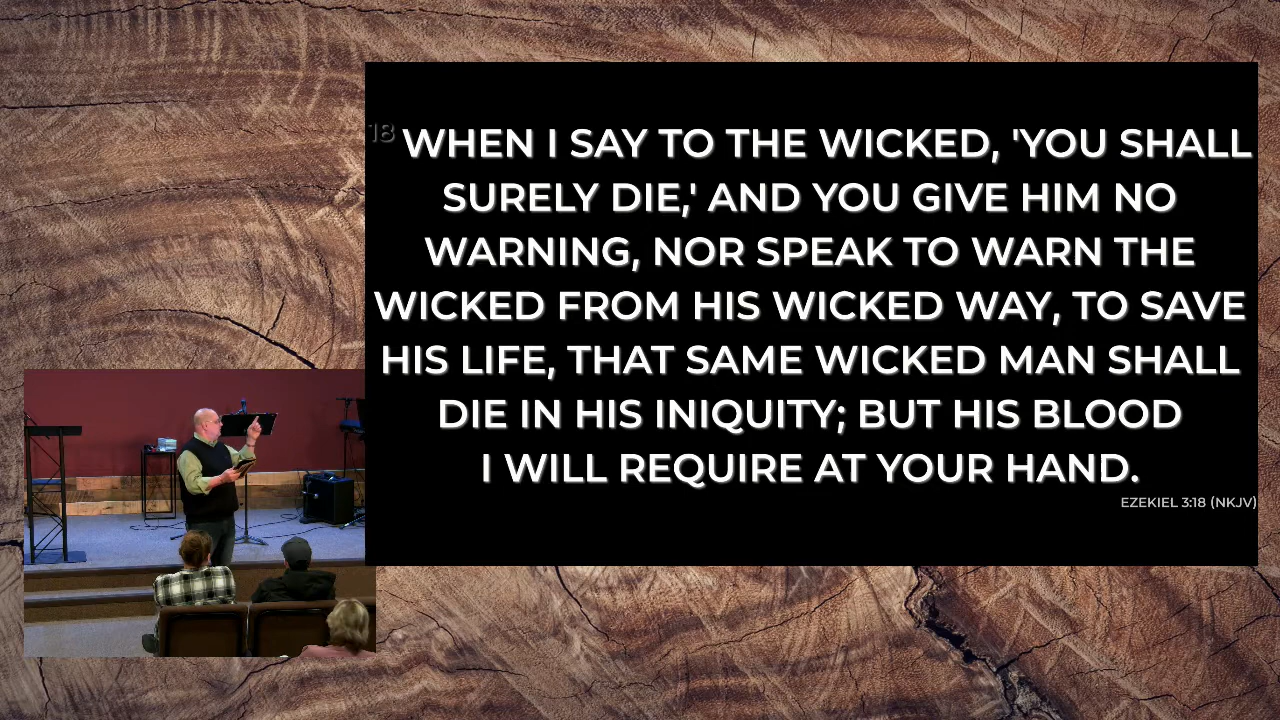 18 WHEN I SAY TO THE WICKED, 'YOU SHALL
SURELY DIE,' AND YOU GIVE HIM NO
WARNING, NOR SPEAK TO WARN THE
WICKED FROM HIS WICKED WAY, TO SAVE
HIS LIFE, THAT SAME WICKED MAN SHALL
DIE IN HIS INIQUITY; BUT HIS BLOOD
I WILL REQUIRE AT YOUR HAND.
EZEKIEL 3:18 (NKJV)